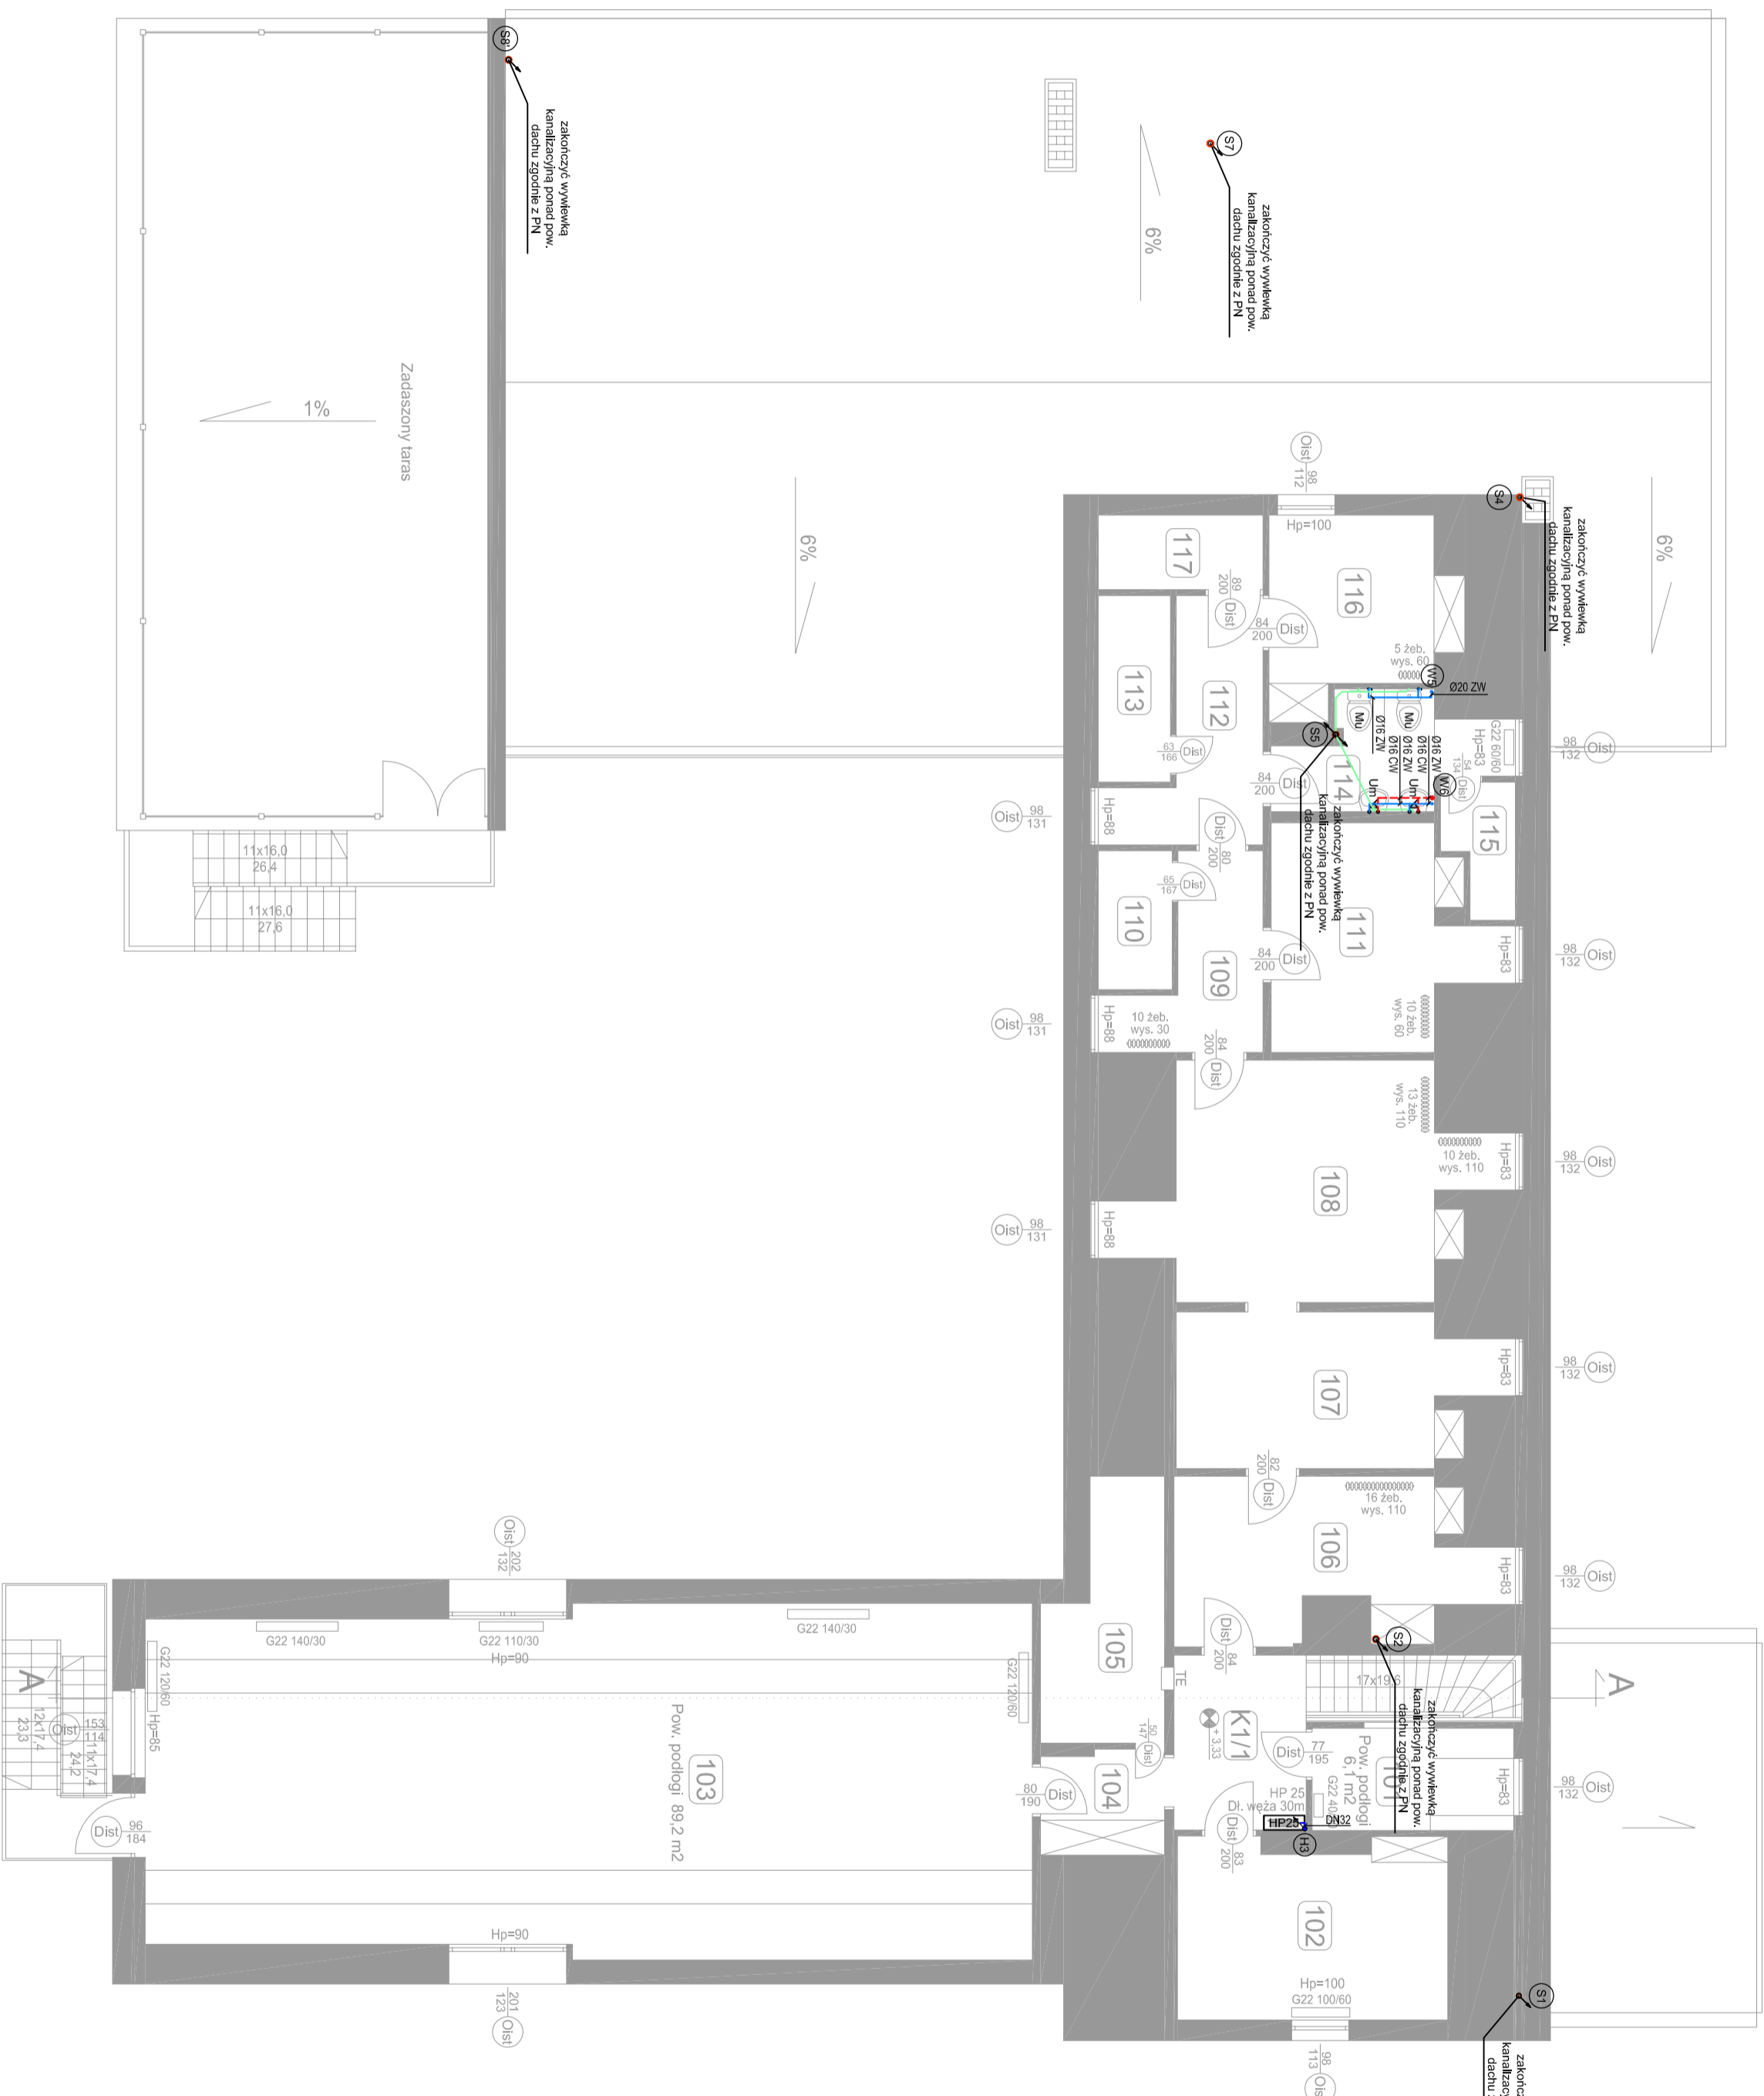 S8'
zakończyć wywiewką
kanalizacyjną ponad pow.
dachu zgodnie z PN
S7
zakończyć wywiewką
kanalizacyjną ponad pow.
dachu zgodnie z PN
6%
Zadaszony taras
1%
6%
6%
S4
zakończyć wywiewką
kanalizacyjną ponad pow.
dachu zgodnie z PN
Oist 98
112
Hp=100
117
116
89
200 Dist
84
200 Dist
5 żeb.
wys. 60
W5
Ø20 ZW
113
112
Mu
Mu
Ø16 ZW
Ø16 CW
Ø16 ZW
Ø16 CW
Ø16 ZW
S5
G22 60/60
Hp=83
98
132 Oist
63
166 Dist
84
200 Dist
114
Um
Um
W6
54
134 Dist
115
zakończyć wywiewką
kanalizacyjną ponad pow.
dachu zgodnie z PN
Oist 98
131
Hp=88
Dist 80
200
65
167 Dist
110
109
84
200 Dist
111
Hp=83
98
132 Oist
11x16,0
26,4
11x16,0
27,6
Oist 98
131
Hp=88
10 żeb.
wys. 30
10 żeb.
wys. 60
84
200 Dist
13 żeb.
wys. 110
10 żeb.
wys. 110
Hp=83
98
132 Oist
108
Oist 98
131
Hp=88
107
Hp=83
98
132 Oist
82
200 Dist
16 żeb.
wys. 110
106
Hp=83
98
132 Oist
Oist 202
132
G22 140/30
G22 110/30
Hp=90
G22 140/30
G22 120/60
G22 120/60
105
Dist 84
200
TE
S2
17x19,6
A
A
zakończyć wywiewką
kanalizacyjną ponad pow.
dachu zgodnie z PN
12x17,4
23,3
Oist 153
114
11x17,4
24,2
Hp=85
Pow. podłogi 89,2 m2
103
50
147 Dist
K1/1
+ 3,33
Dist 77
195
Pow. podłogi
6,1 m2
101
Hp=83
98
132 Oist
104
80
190 Dist
HP 25
Dł. węża 30m
HP25
DN32
H3
Dist 96
184
Dist 83
200
102
Hp=90
Hp=100
G22 100/60
201
123 Oist
98
113
S1